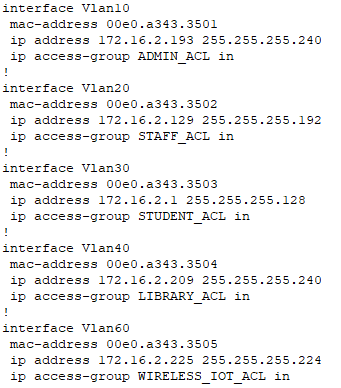 interface Vlan10
 mac-address 00e0.a343.3501
 ip address 172.16.2.193 255.255.255.240
 ip access-group ADMIN_ACL in
!
interface Vlan20
 mac-address 00e0.a343.3502
 ip address 172.16.2.129 255.255.255.192
 ip access-group STAFF_ACL in
!
interface Vlan30
 mac-address 00e0.a343.3503
 ip address 172.16.2.1 255.255.255.128
 ip access-group STUDENT_ACL in
!
interface Vlan40
 mac-address 00e0.a343.3504
 ip address 172.16.2.209 255.255.255.240
 ip access-group LIBRARY_ACL in
!
interface Vlan60
 mac-address 00e0.a343.3505
 ip address 172.16.2.225 255.255.255.224
 ip access-group WIRELESS_IOT_ACL in